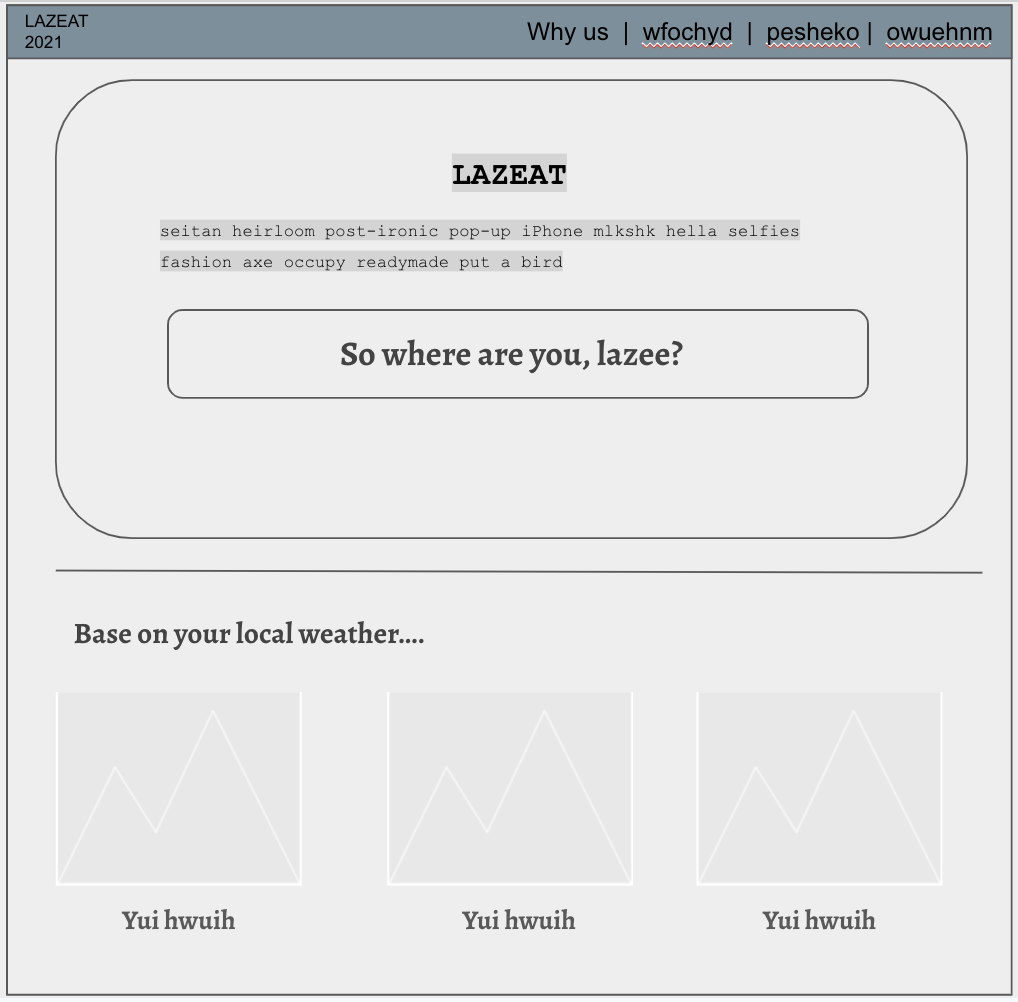 LAZEAT
2021
Why us | wfochyd | pesheko | owuehnm
LAZEAT
seitan heirloom post-ironic pop-up iPhone mlkshk hella selfies
fashion axe occupy readymade put a bird
So where are you, lazee?
Base on your local weather....
Yui hwuih
Yui hwuih
Yui hwuih